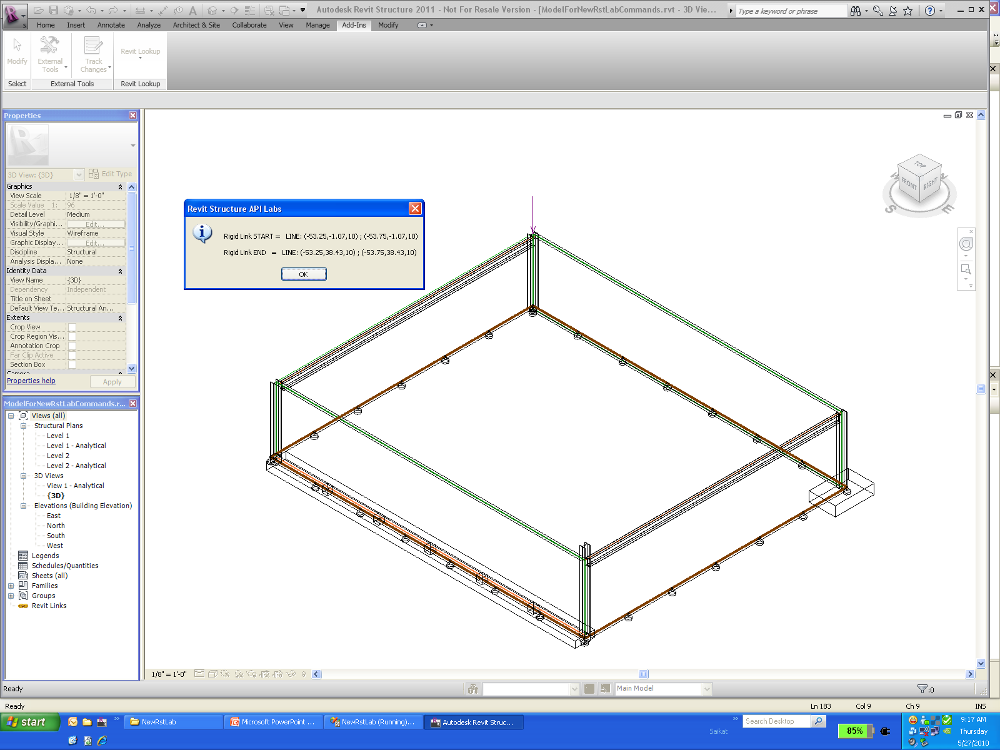 Autodesk Revit Structure 2011 - Not For Resale Version - [ModelForNewRstLabCommands.rvt - 3D Vie...
Type a keyword or phrase
Home Insert Annotate Analyze Architect & Site Collaborate View Manage Add-Ins Modify
Modify
External Tools
Track Changes
Revit Lookup
Select
External Tools
Revit Lookup
Properties
3D View: {3D}
Edit Type
Graphics
View Scale 1/8" = 1'-0"
Scale Value 1: 96
Detail Level Medium
Visibility/Graphi... Edit...
Visual Style Wireframe
Graphic Display... Edit...
Discipline Structural
Analysis Displa... None
Identity Data
View Name {3D}
Dependency Independent
Title on Sheet
Default View Te... Structural An...
Extents
Crop View
Crop Region Vis...
Annotation Crop
Far Clip Active
Section Box
Camera
Properties help
Apply
ModelForNewRstLabCommands.r...
Views (all)
Structural Plans
Level 1
Level 1 - Analytical
Level 2
Level 2 - Analytical
3D Views
View 1 - Analytical
{3D}
Elevations (Building Elevation)
East
North
South
West
Legends
Schedules/Quantities
Sheets (all)
Families
Groups
Revit Links
Revit Structure API Labs
Rigid Link START = LINE: (-53.25,-1.07,10) ; (-53.75,-1.07,10)
Rigid Link END = LINE: (-53.25,38.43,10) ; (-53.75,38.43,10)
OK
TOP
FRONT
RIGHT
W
N
S
E
1/8" = 1'-0"
Ready
Main Model
:0
Ready
Ln 183 Col 9 Ch 9 INS
start
NewRstLab
Microsoft PowerPoint ...
NewRstLab (Running)...
Autodesk Revit Struc...
Saikat
Search Desktop
85%
9:17 AM
Thursday
5/27/2010